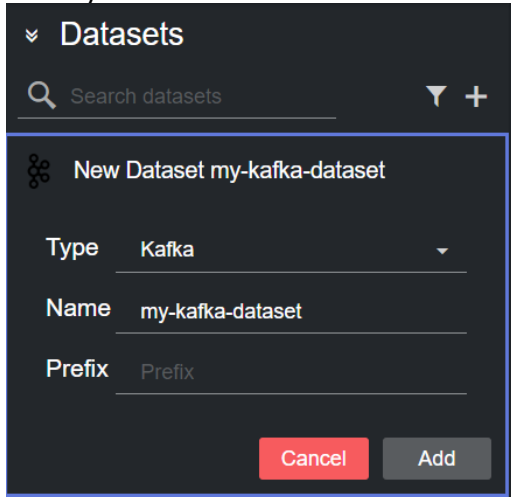 Datasets
Search datasets
New Dataset my-kafka-dataset
Type Kafka
Name my-kafka-dataset
Prefix Prefix
Cancel Add